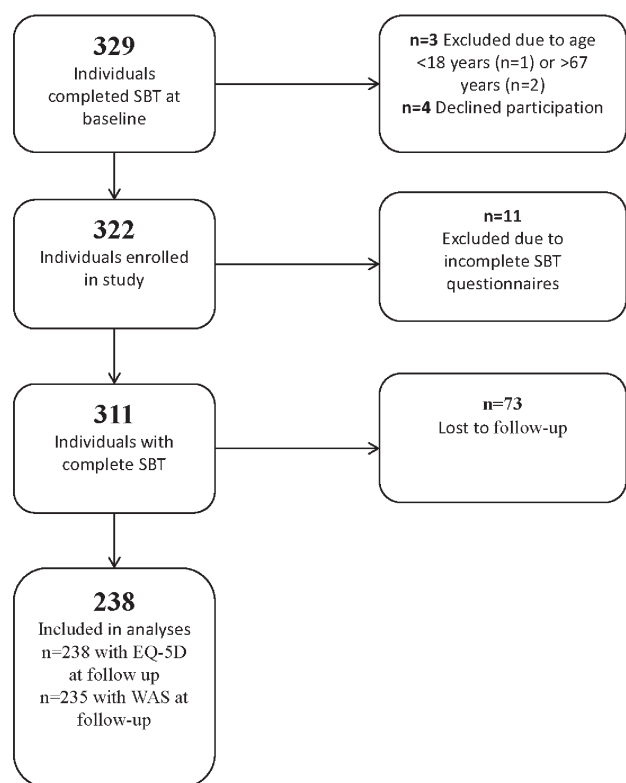 329
Individuals
completed SBT at
baseline
n=3 Excluded due to age
<18 years (n=1) or >67
years (n=2)
n=4 Declined participation
322
Individuals enrolled
in study
n=11
Excluded due to
incomplete SBT
questionnaires
311
Individuals with
complete SBT
n=73
Lost to follow-up
238
Included in analyses
n=238 with EQ-5D
at follow up
n=235 with WAS at
follow-up